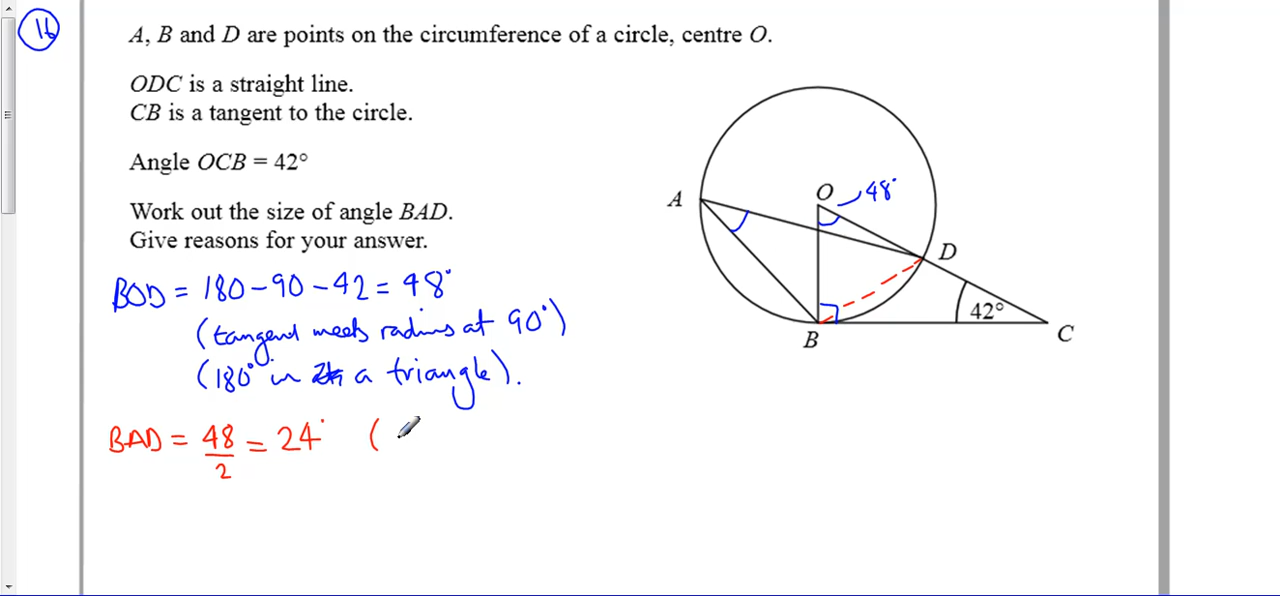 16
A, B and D are points on the circumference of a circle, centre O.
ODC is a straight line.
CB is a tangent to the circle.
Angle OCB = 42°
Work out the size of angle BAD.
Give reasons for your answer.
BOD = 180 - 90 - 42 = 48°
(tangent meets radius at 90°)
(180° in a triangle).
BAD = 48/2 = 24° (
A
O
48°
D
42°
B
C